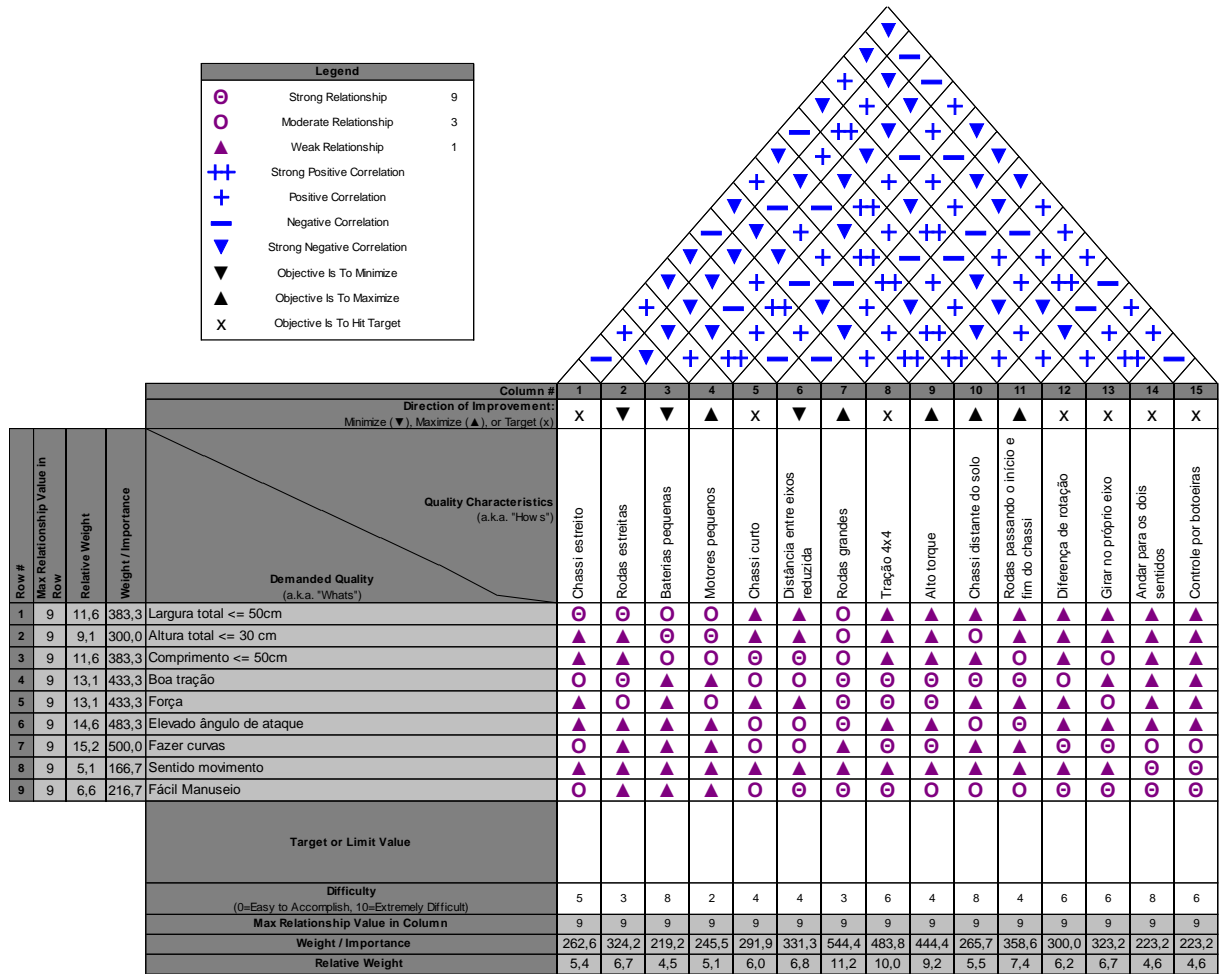 Legend
Θ Strong Relationship 9
Ο Moderate Relationship 3
▲ Weak Relationship 1
┼┼ Strong Positive Correlation
┼ Positive Correlation
▬ Negative Correlation
▼ Strong Negative Correlation
▼ Objective Is To Minimize
▲ Objective Is To Maximize
x Objective Is To Hit Target
Column # 1 2 3 4 5 6 7 8 9 10 11 12 13 14 15
Direction of Improvement:
Minimize (▼), Maximize (▲), or Target (x) x ▼ ▼ ▲ x ▼ ▲ x ▲ ▲ ▲ x x x x
Row #
Max Relationship Value in
Row
Relative Weight
Weight / Importance
Quality Characteristics
(a.k.a. "Hows")
Demanded Quality
(a.k.a. "Whats")
Chassi estreito
Rodas estreitas
Baterias pequenas
Motores pequenos
Chassi curto
Distância entre eixos
reduzida
Rodas grandes
Tração 4x4
Alto torque
Chassi distante do solo
Rodas passando o início e
fim do chassi
Diferença de rotação
Girar no próprio eixo
Andar para os dois
sentidos
Controle por botoeiras
1 9 11,6 383,3 Largura total <= 50cm Θ Θ Ο Ο ▲ ▲ Ο ▲ ▲ ▲ ▲ ▲ ▲ ▲ ▲
2 9 9,1 300,0 Altura total <= 30 cm ▲ ▲ Θ Θ ▲ ▲ Ο ▲ ▲ Ο ▲ ▲ ▲ ▲ ▲
3 9 11,6 383,3 Comprimento <= 50cm ▲ ▲ Ο Ο Θ Θ Ο ▲ ▲ ▲ Ο ▲ Ο ▲ ▲
4 9 13,1 433,3 Boa tração Ο Θ ▲ ▲ Ο Ο Θ Θ Θ Θ Θ Ο ▲ ▲ ▲
5 9 13,1 433,3 Força ▲ Ο ▲ Ο ▲ ▲ Θ Θ Θ ▲ ▲ ▲ Ο ▲ ▲
6 9 14,6 483,3 Elevado ângulo de ataque ▲ ▲ ▲ ▲ Ο Ο Θ ▲ ▲ Ο Θ ▲ ▲ ▲ ▲
7 9 15,2 500,0 Fazer curvas Ο ▲ ▲ ▲ Ο Ο ▲ Θ Θ ▲ ▲ Θ Θ Ο Ο
8 9 5,1 166,7 Sentido movimento ▲ ▲ ▲ ▲ ▲ ▲ ▲ ▲ ▲ ▲ ▲ ▲ ▲ Θ Θ
9 9 6,6 216,7 Fácil Manuseio Ο ▲ ▲ ▲ Ο Θ Θ Θ Ο Ο Ο Θ Θ Θ Θ
Target or Limit Value
Difficulty
(0=Easy to Accomplish, 10=Extremely Difficult) 5 3 8 2 4 4 3 6 4 8 4 6 6 8 6
Max Relationship Value in Column 9 9 9 9 9 9 9 9 9 9 9 9 9 9 9
Weight / Importance 262,6 324,2 219,2 245,5 291,9 331,3 544,4 483,8 444,4 265,7 358,6 300,0 323,2 223,2 223,2
Relative Weight 5,4 6,7 4,5 5,1 6,0 6,8 11,2 10,0 9,2 5,5 7,4 6,2 6,7 4,6 4,6